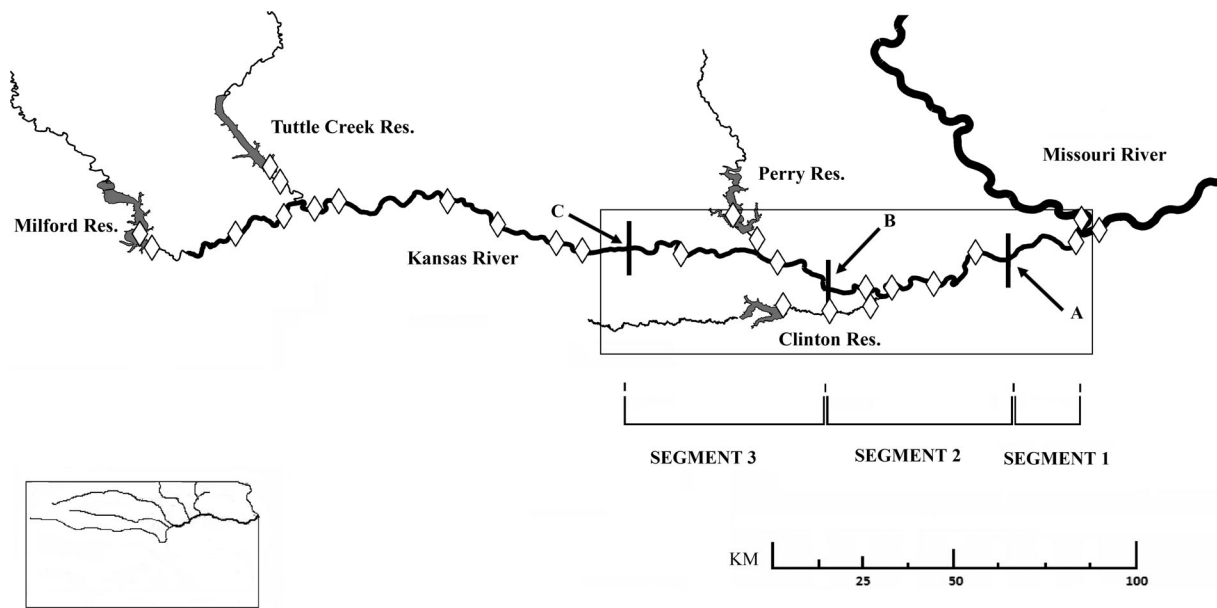 Tuttle Creek Res.
Missouri River
Perry Res.
Milford Res.
C
B
Kansas River
A
Clinton Res.
SEGMENT 3
SEGMENT 2
SEGMENT 1
KM
25
50
100